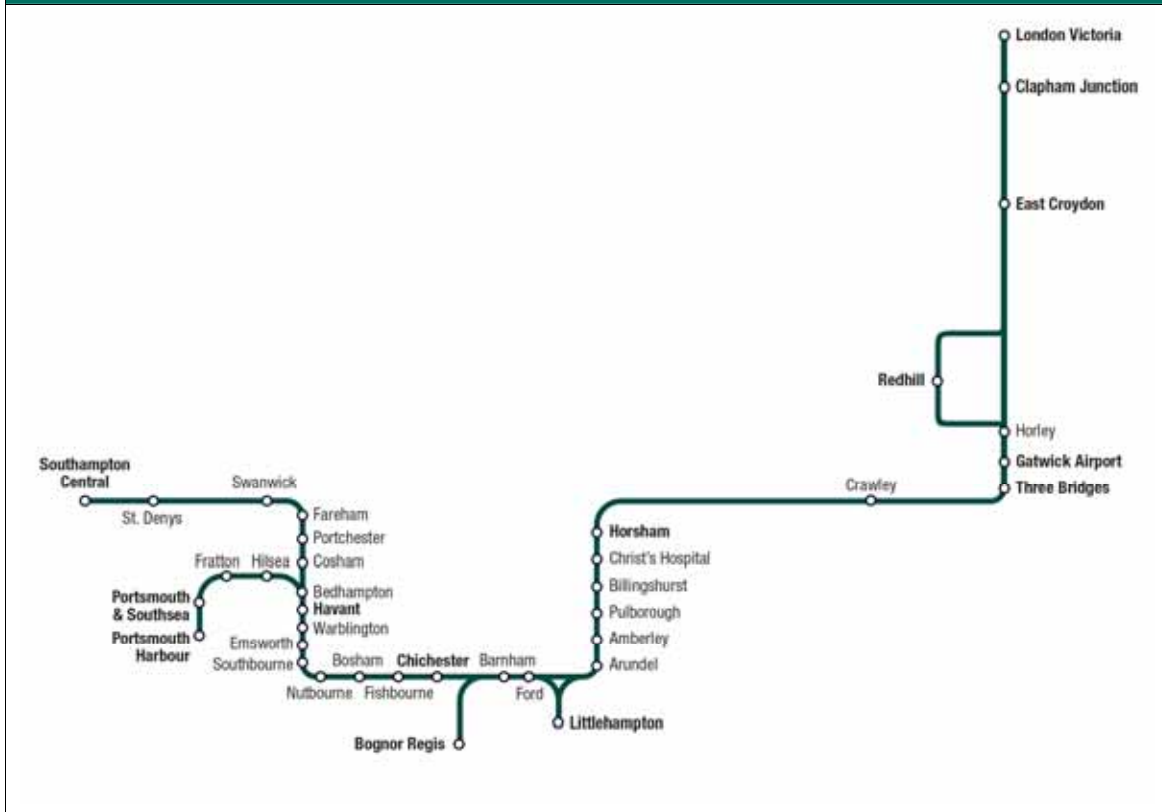 London Victoria
Clapham Junction
East Croydon
Redhill
Horley
Gatwick Airport
Three Bridges
Crawley
Southampton
Central
St. Denys
Swanwick
Fareham
Portchester
Cosham
Fratton
Hilsea
Bedhampton
Portsmouth
& Southsea
Havant
Warblington
Portsmouth
Harbour
Emsworth
Southbourne
Nutbourne
Bosham
Fishbourne
Chichester
Barnham
Ford
Horsham
Christ's Hospital
Billingshurst
Pulborough
Amberley
Arundel
Littlehampton
Bognor Regis